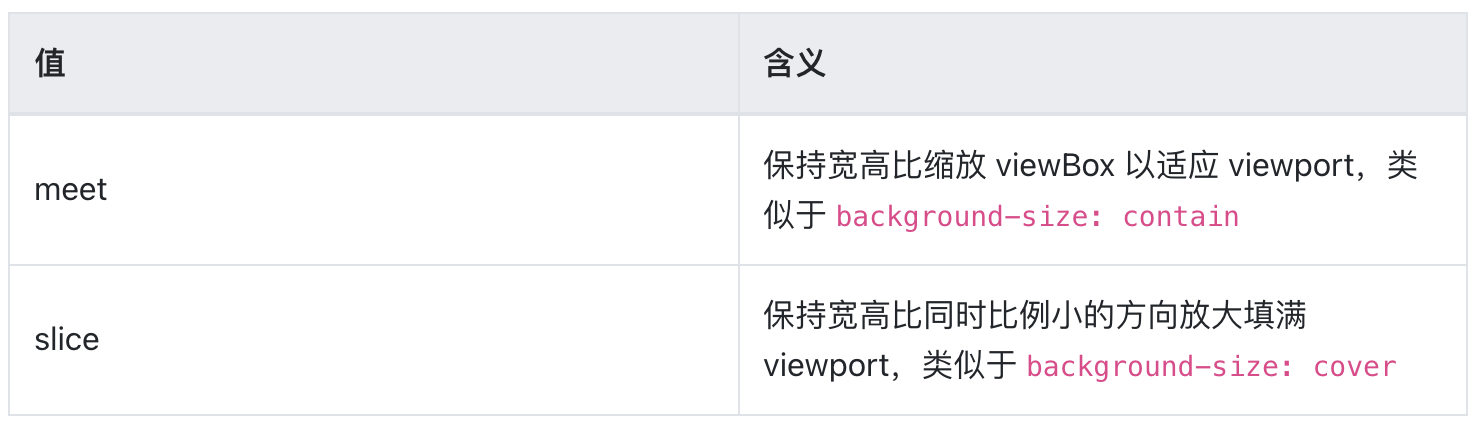 值
含义
meet
保持宽高比缩放 viewBox 以适应 viewport，类
似于 background-size: contain
slice
保持宽高比同时比例小的方向放大填满
viewport，类似于 background-size: cover